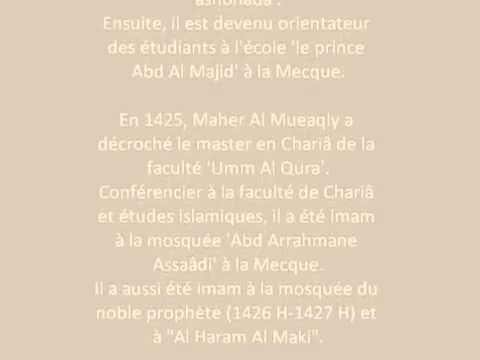 ashohada'.
Ensuite, il est devenu orientateur
des étudiants à l'école 'le prince
Abd Al Majid' à la Mecque.
En 1425, Maher Al Mueaqly a
décroché le master en Chariâ de la
faculté 'Umm Al Qura'.
Conférencier à la faculté de Chariâ
et études islamiques, il a été imam
à la mosquée 'Abd Arrahmane
Assaâdi' à la Mecque.
Il a aussi été imam à la mosquée du
noble prophète (1426 H-1427 H) et
à "Al Haram Al Maki".